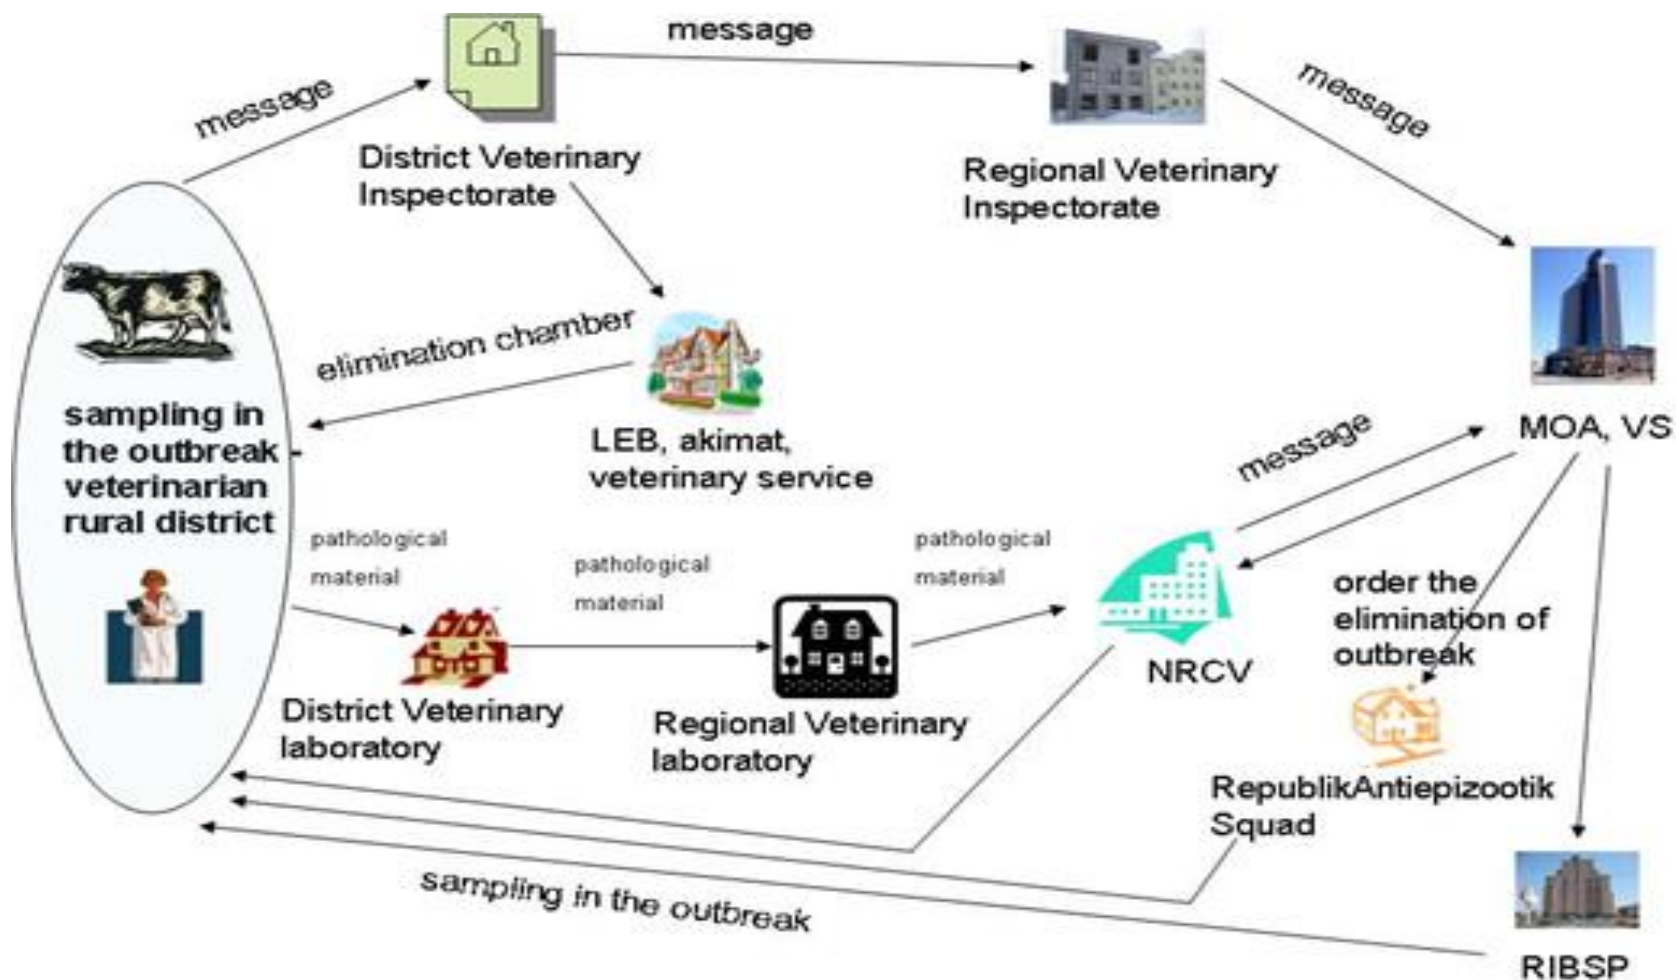 message
message
message
District Veterinary
Inspectorate
Regional Veterinary
Inspectorate
elimination chamber
sampling in
the outbreak -
veterinarian
rural district
LEB, akimat,
veterinary service
MOA, VS
message
pathological
material
pathological
material
pathological
material
order the
elimination of
outbreak
NRCV
District Veterinary
laboratory
Regional Veterinary
laboratory
RepublikAntiepizootik
Squad
sampling in the outbreak
RIBSP